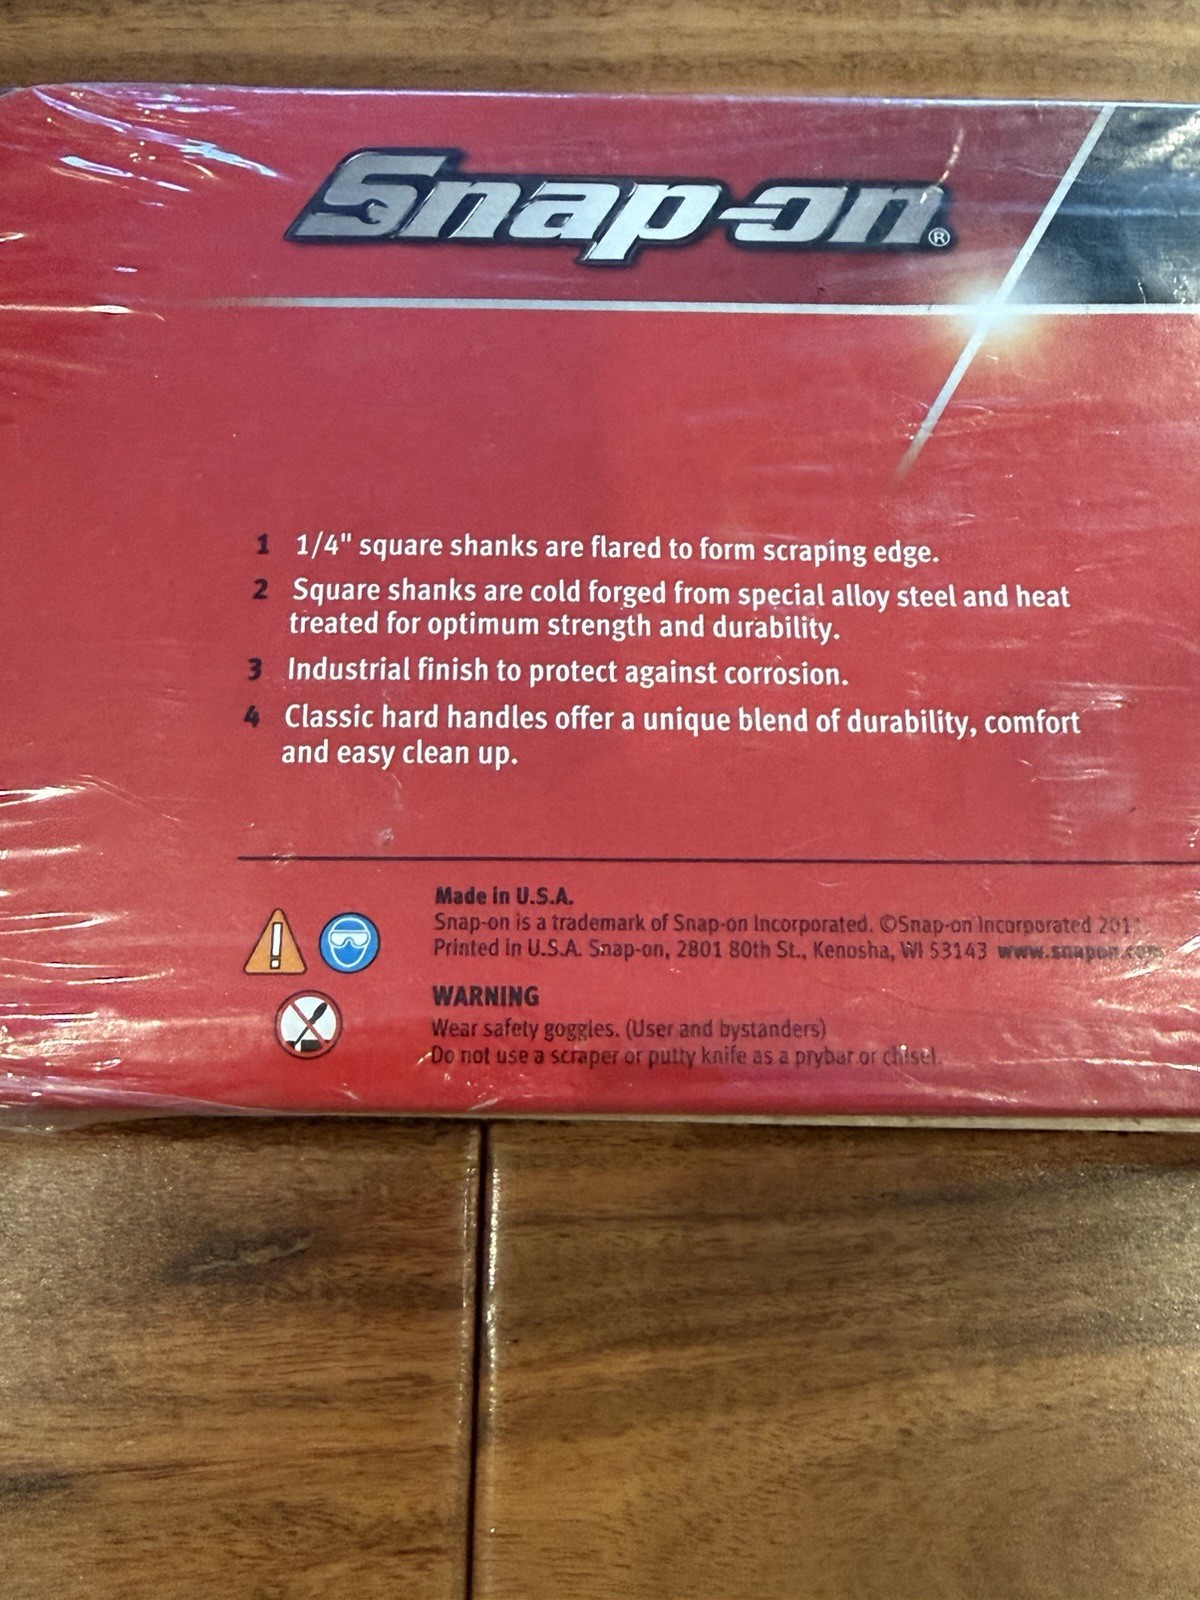 Snap-on®
1 1/4" square shanks are flared to form scraping edge.
2 Square shanks are cold forged from special alloy steel and heat
treated for optimum strength and durability.
3 Industrial finish to protect against corrosion.
4 Classic hard handles offer a unique blend of durability, comfort
and easy clean up.
Made in U.S.A.
Snap-on is a trademark of Snap-on Incorporated. ©Snap-on Incorporated
Printed in U.S.A. Snap-on, 2801 80th St., Kenosha, WI 53143 www.snapon.com
WARNING
Wear safety goggles. (User and bystanders)
Do not use a scraper or putty knife as a prybar or chisel.